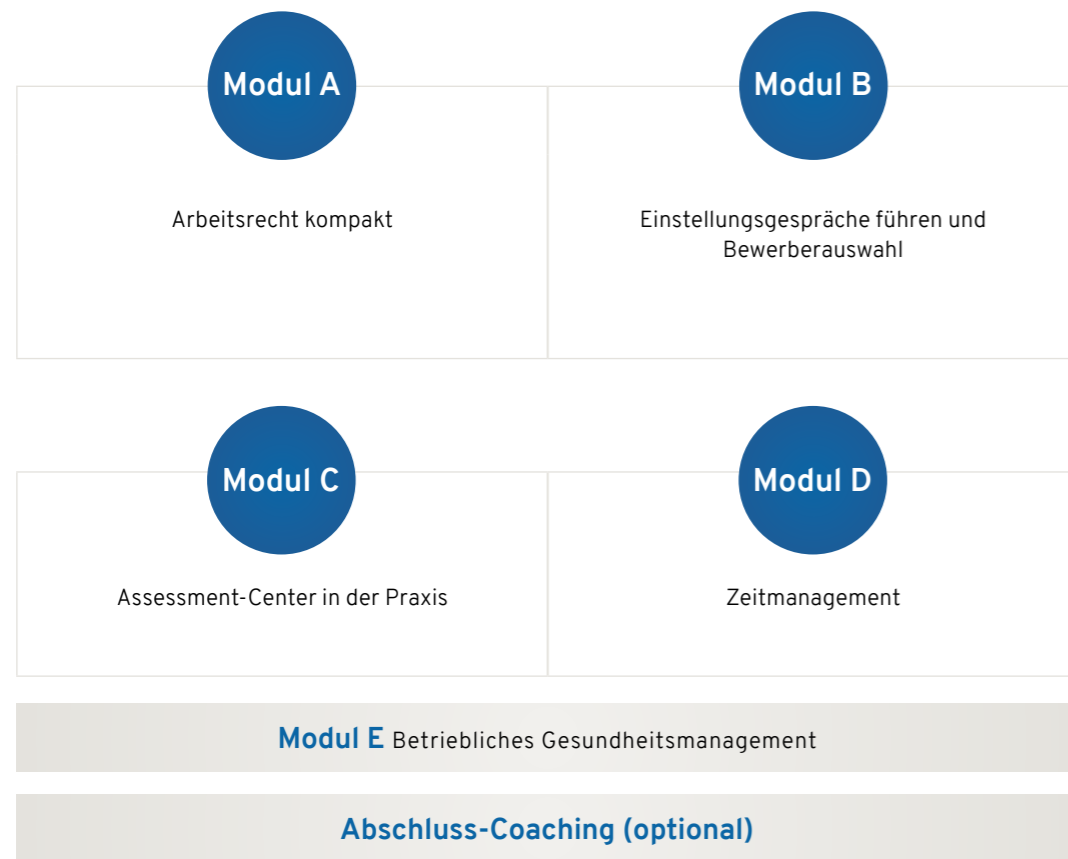 Modul A
Arbeitsrecht kompakt
Modul B
Einstellungsgespräche führen und
Bewerberauswahl
Modul C
Assessment-Center in der Praxis
Modul D
Zeitmanagement
Modul E Betriebliches Gesundheitsmanagement
Abschluss-Coaching (optional)